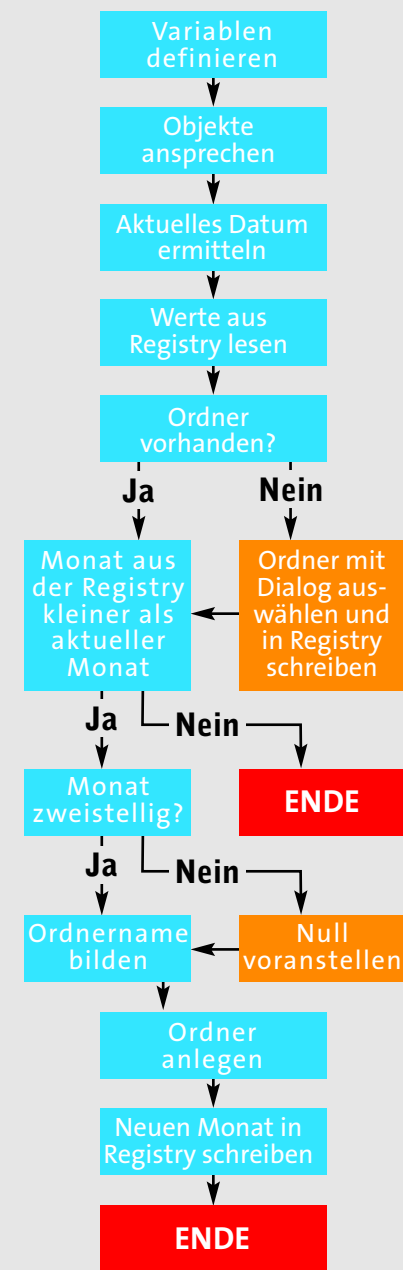 Variablen
definieren
Objekte
ansprechen
Aktuelles Datum
ermitteln
Werte aus
Registry lesen
Ordner
vorhanden?
Ja
Nein
Monat aus
der Registry
kleiner als
aktueller
Monat
Ordner mit
Dialog aus-
wählen und
in Registry
schreiben
Ja
Nein
Monat
zweistellig?
ENDE
Ja
Nein
Ordnername
bilden
Null
voranstellen
Ordner
anlegen
Neuen Monat in
Registry schreiben
ENDE